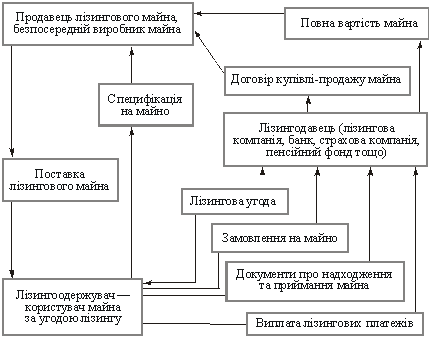 Продавець лізингового майна,
безпосередній виробник майна
Повна вартість майна
Договір купівлі-продажу майна
Специфікація
на майно
Лізингодавець (лізингова
компанія, банк, страхова компанія,
пенсійний фонд тощо)
Поставка
лізингового майна
Лізингова угода
Замовлення на майно
Документи про надходження
та приймання майна
Лізингоодержувач —
користувач майна
за угодою лізингу
Виплата лізингових платежів